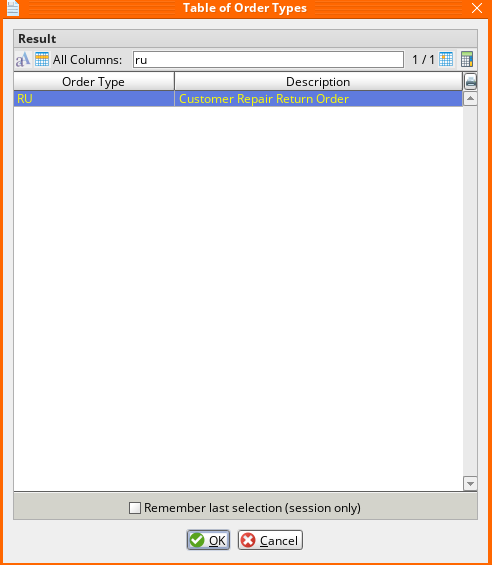 Table of Order Types
Result
All Columns: ru 1 / 1
Order Type Description
RU Customer Repair Return Order
Remember last selection (session only)
OK Cancel